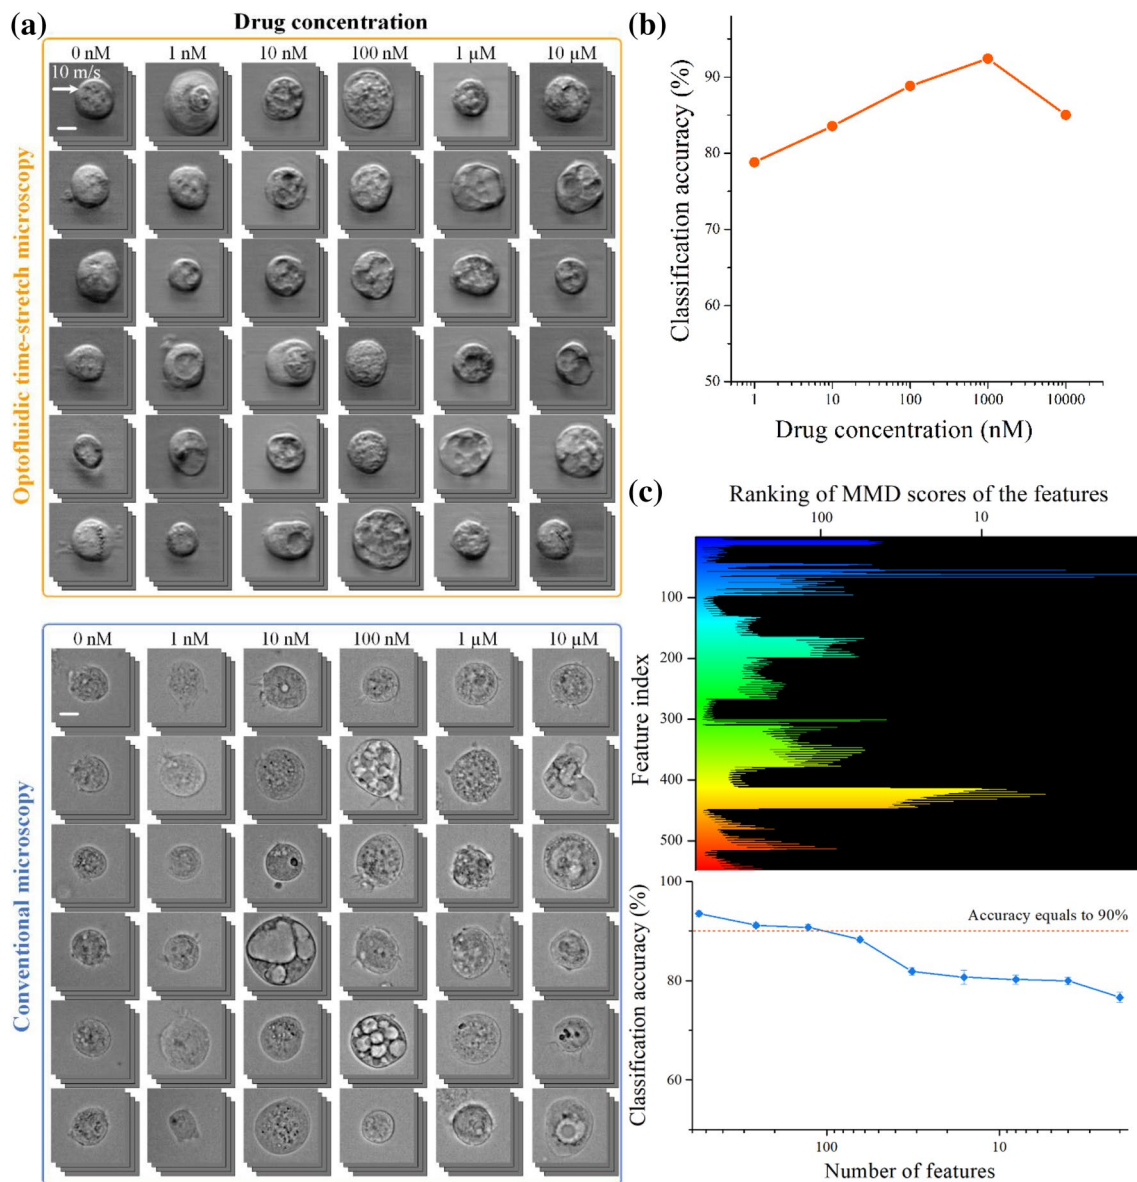 (a)
Drug concentration
0 nM 1 nM 10 nM 100 nM 1 µM 10 µM
10 m/s
Optofluidic time-stretch microscopy
0 nM 1 nM 10 nM 100 nM 1 µM 10 µM
Conventional microscopy
(b)
Classification accuracy (%)
90
80
70
60
50
1 10 100 1000 10000
Drug concentration (nM)
(c)
Ranking of MMD scores of the features
100 10
Feature index
100
200
300
400
500
Classification accuracy (%)
100
80
60
Accuracy equals to 90%
100 10
Number of features